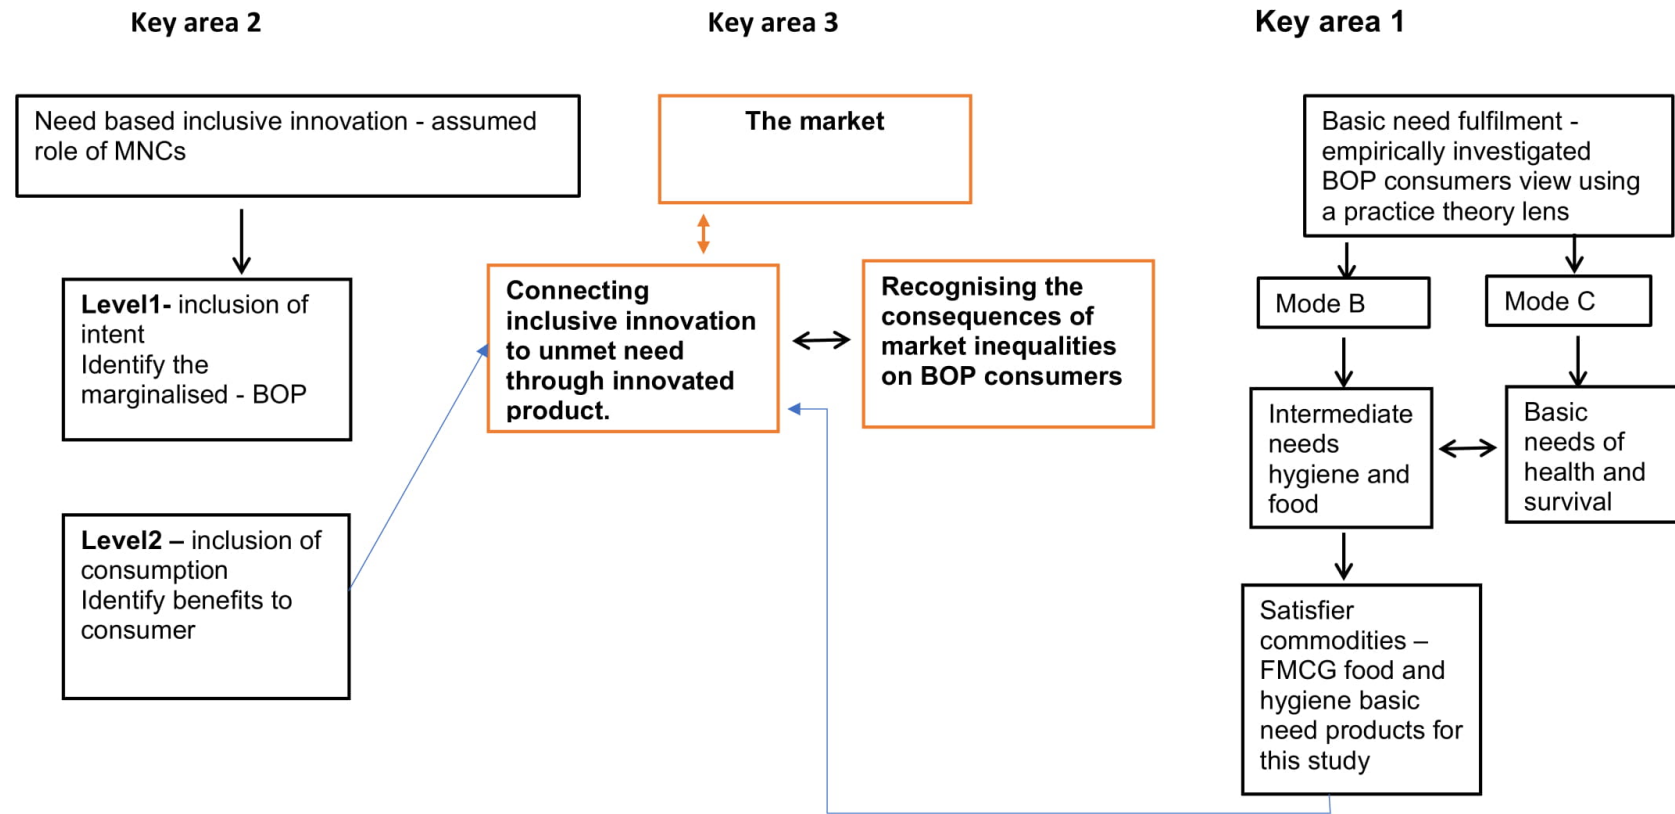 Key area 2
Key area 3
Key area 1
Need based inclusive innovation - assumed
role of MNCs
Level1- inclusion of
intent
Identify the
marginalised - BOP
Level2 – inclusion of
consumption
Identify benefits to
consumer
The market
Connecting
inclusive innovation
to unmet need
through innovated
product.
Recognising the
consequences of
market inequalities
on BOP consumers
Basic need fulfilment -
empirically investigated
BOP consumers view using
a practice theory lens
Mode B
Mode C
Intermediate
needs
hygiene and
food
Basic
needs of
health and
survival
Satisfier
commodities –
FMCG food and
hygiene basic
need products for
this study